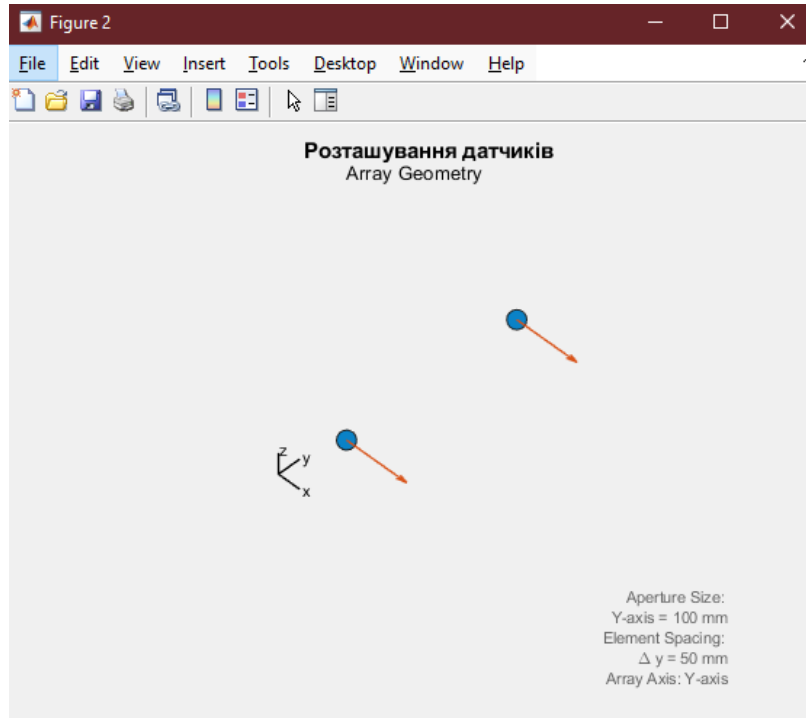 Figure 2
File Edit View Insert Tools Desktop Window Help
Розташування датчиків
Array Geometry
z
y
x
Aperture Size:
Y-axis = 100 mm
Element Spacing:
Δ y = 50 mm
Array Axis: Y-axis